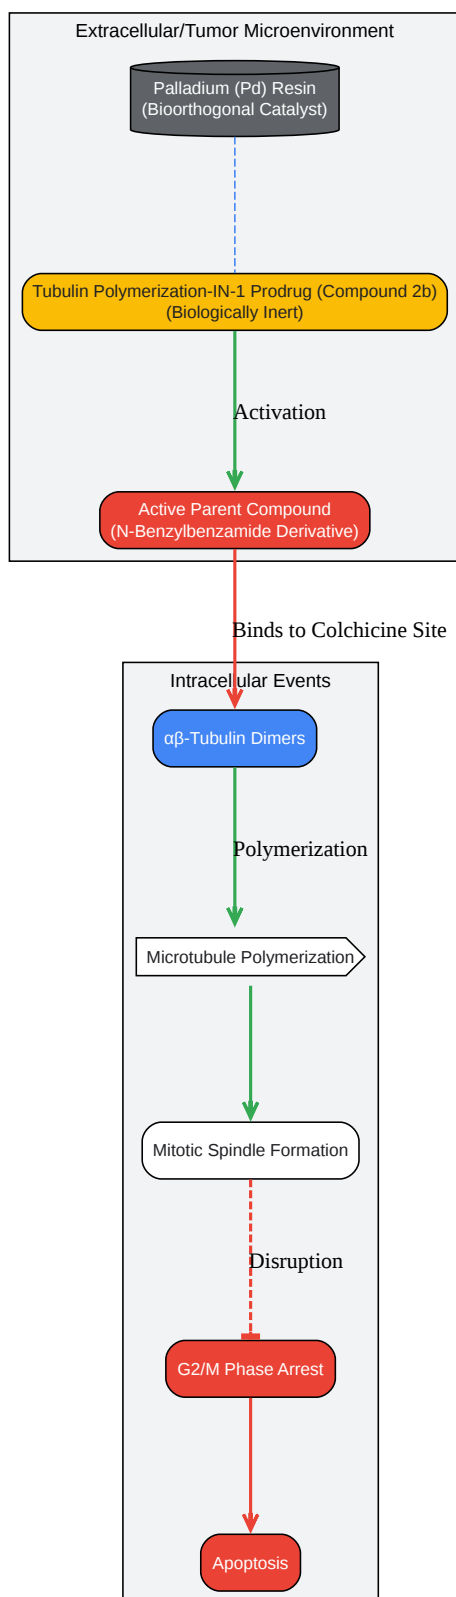 Extracellular/Tumor Microenvironment
Palladium (Pd) Resin
(Bioorthogonal Catalyst)
Tubulin Polymerization-IN-1 Prodrug (Compound 2b)
(Biologically Inert)
Activation
Active Parent Compound
(N-Benzylbenzamide Derivative)
Binds to Colchicine Site
Intracellular Events
αβ-Tubulin Dimers
Polymerization
Microtubule Polymerization
Mitotic Spindle Formation
Disruption
G2/M Phase Arrest
Apoptosis